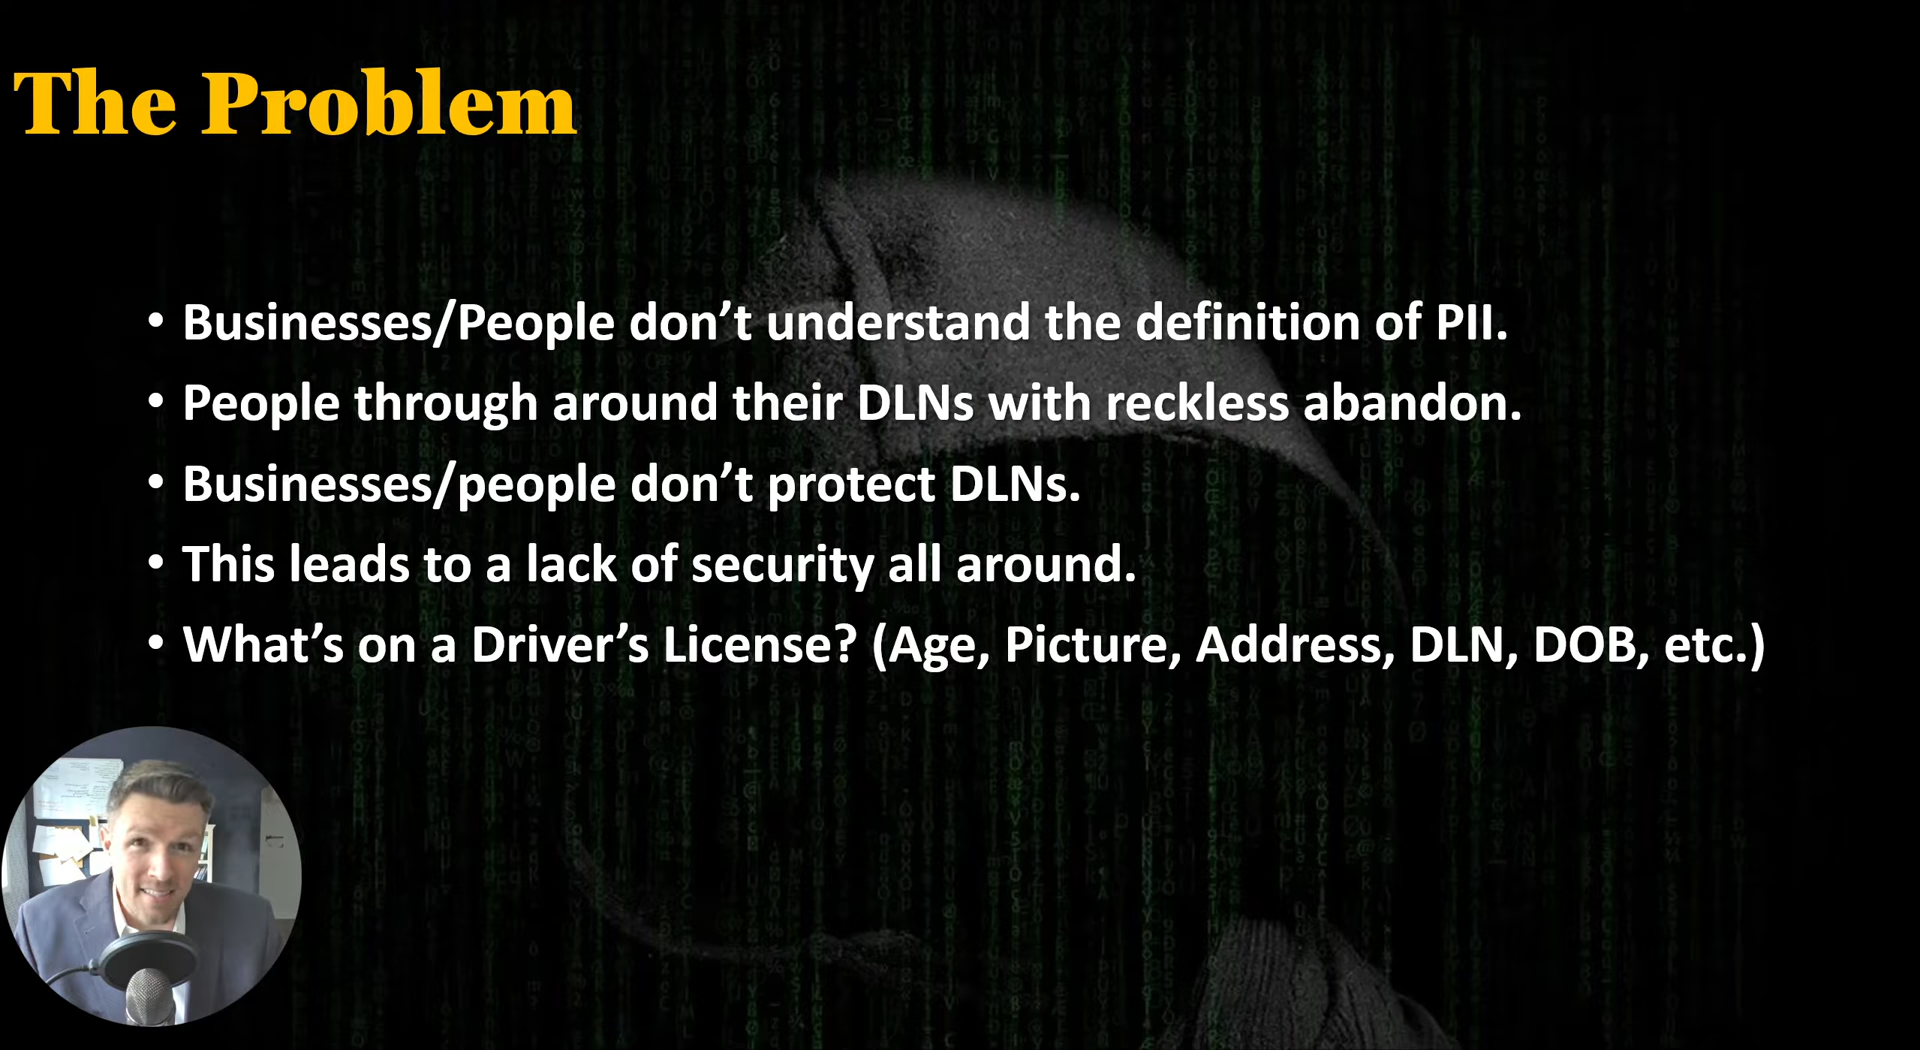 The Problem
• Businesses/People don’t understand the definition of PII.
• People through around their DLNs with reckless abandon.
• Businesses/people don’t protect DLNs.
• This leads to a lack of security all around.
• What’s on a Driver’s License? (Age, Picture, Address, DLN, DOB, etc.)